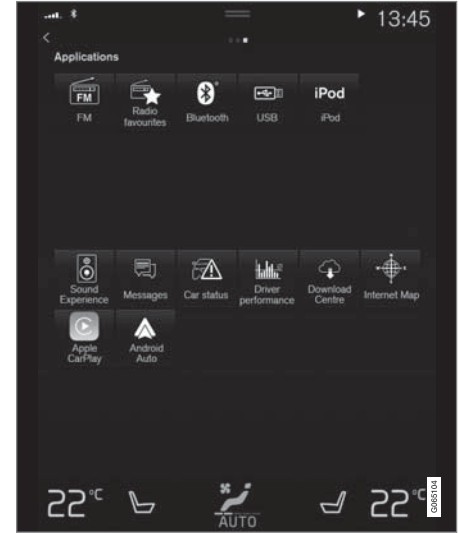 13:45
Applications
FM
iPod
FM
Radio favourites
Bluetooth
USB
iPod
Sound Experience
Messages
Car status
Driver performance
Download Centre
Internet Map
Apple CarPlay
Android Auto
22°C
AUTO
22°C
G065104